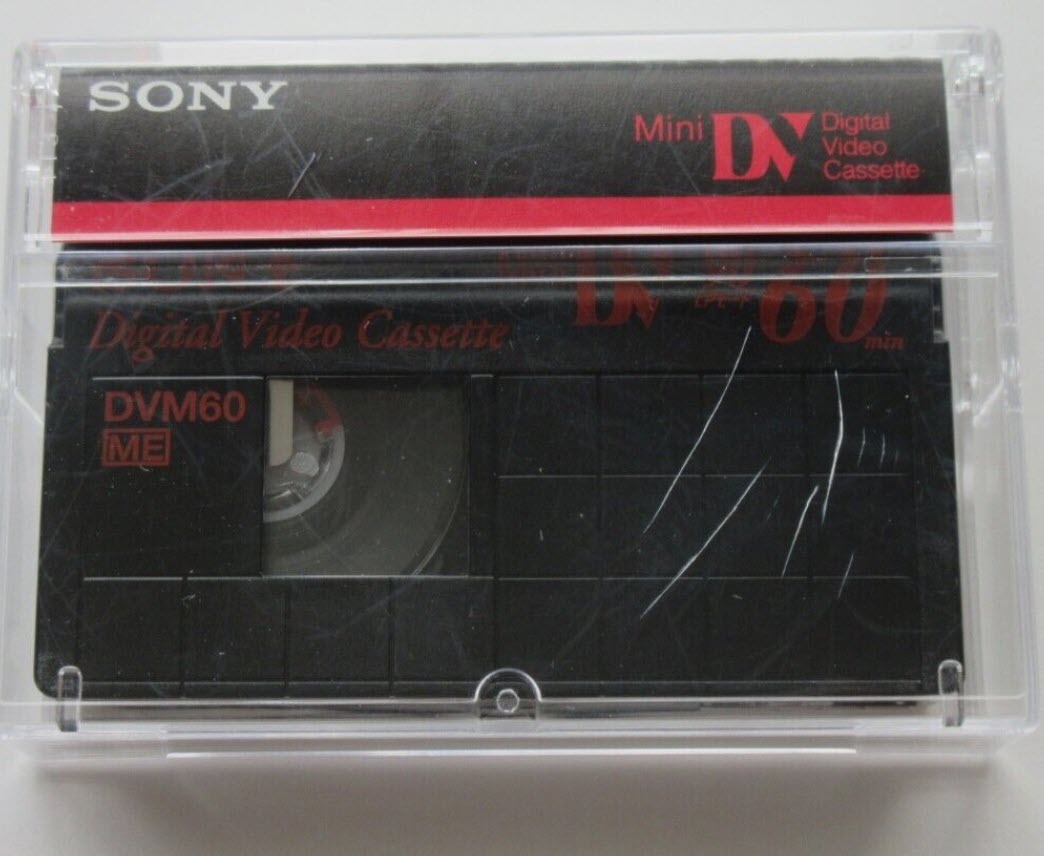 SONY
Mini DV Digital
Video
Cassette
DV 60
min
Digital Video Cassette
DVM60
ME